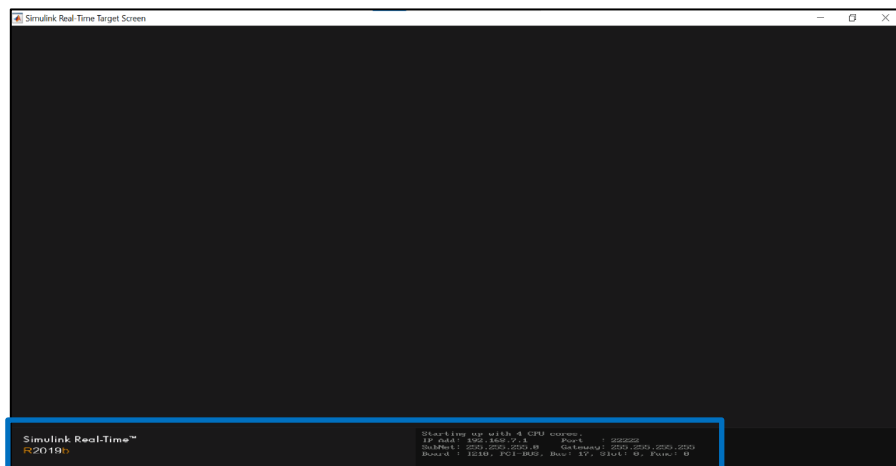 Simulink Real-Time Target Screen
Simulink Real-Time™
R2019b
Starting up with 4 CPU cores.
IP Add: 192.168.7.1 Port : 22222
SubNet: 255.255.255.0 Gateway: 255.255.255.255
Board : I210, PCI-BUS, Bus: 17, Slot: 0, Func: 0